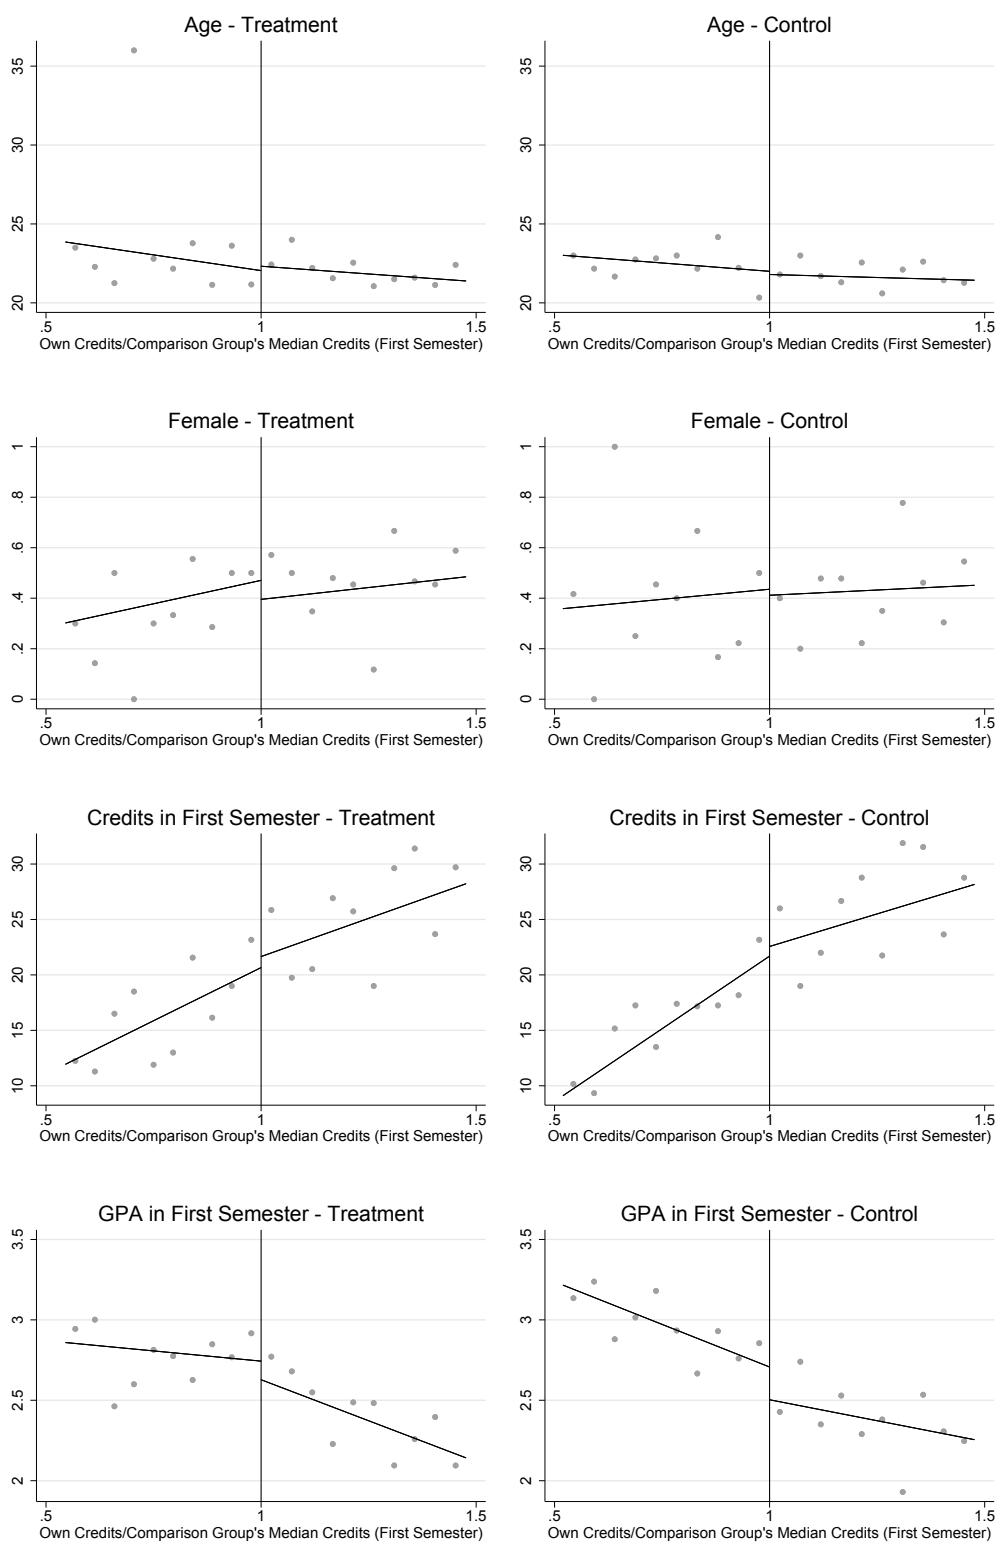 Age - Treatment
35
30
25
20
.5 1 1.5
Own Credits/Comparison Group's Median Credits (First Semester)
Age - Control
35
30
25
20
.5 1 1.5
Own Credits/Comparison Group's Median Credits (First Semester)
Female - Treatment
1
.8
.6
.4
.2
0
.5 1 1.5
Own Credits/Comparison Group's Median Credits (First Semester)
Female - Control
1
.8
.6
.4
.2
0
.5 1 1.5
Own Credits/Comparison Group's Median Credits (First Semester)
Credits in First Semester - Treatment
30
25
20
15
10
.5 1 1.5
Own Credits/Comparison Group's Median Credits (First Semester)
Credits in First Semester - Control
30
25
20
15
10
.5 1 1.5
Own Credits/Comparison Group's Median Credits (First Semester)
GPA in First Semester - Treatment
3.5
3
2.5
2
.5 1 1.5
Own Credits/Comparison Group's Median Credits (First Semester)
GPA in First Semester - Control
3.5
3
2.5
2
.5 1 1.5
Own Credits/Comparison Group's Median Credits (First Semester)